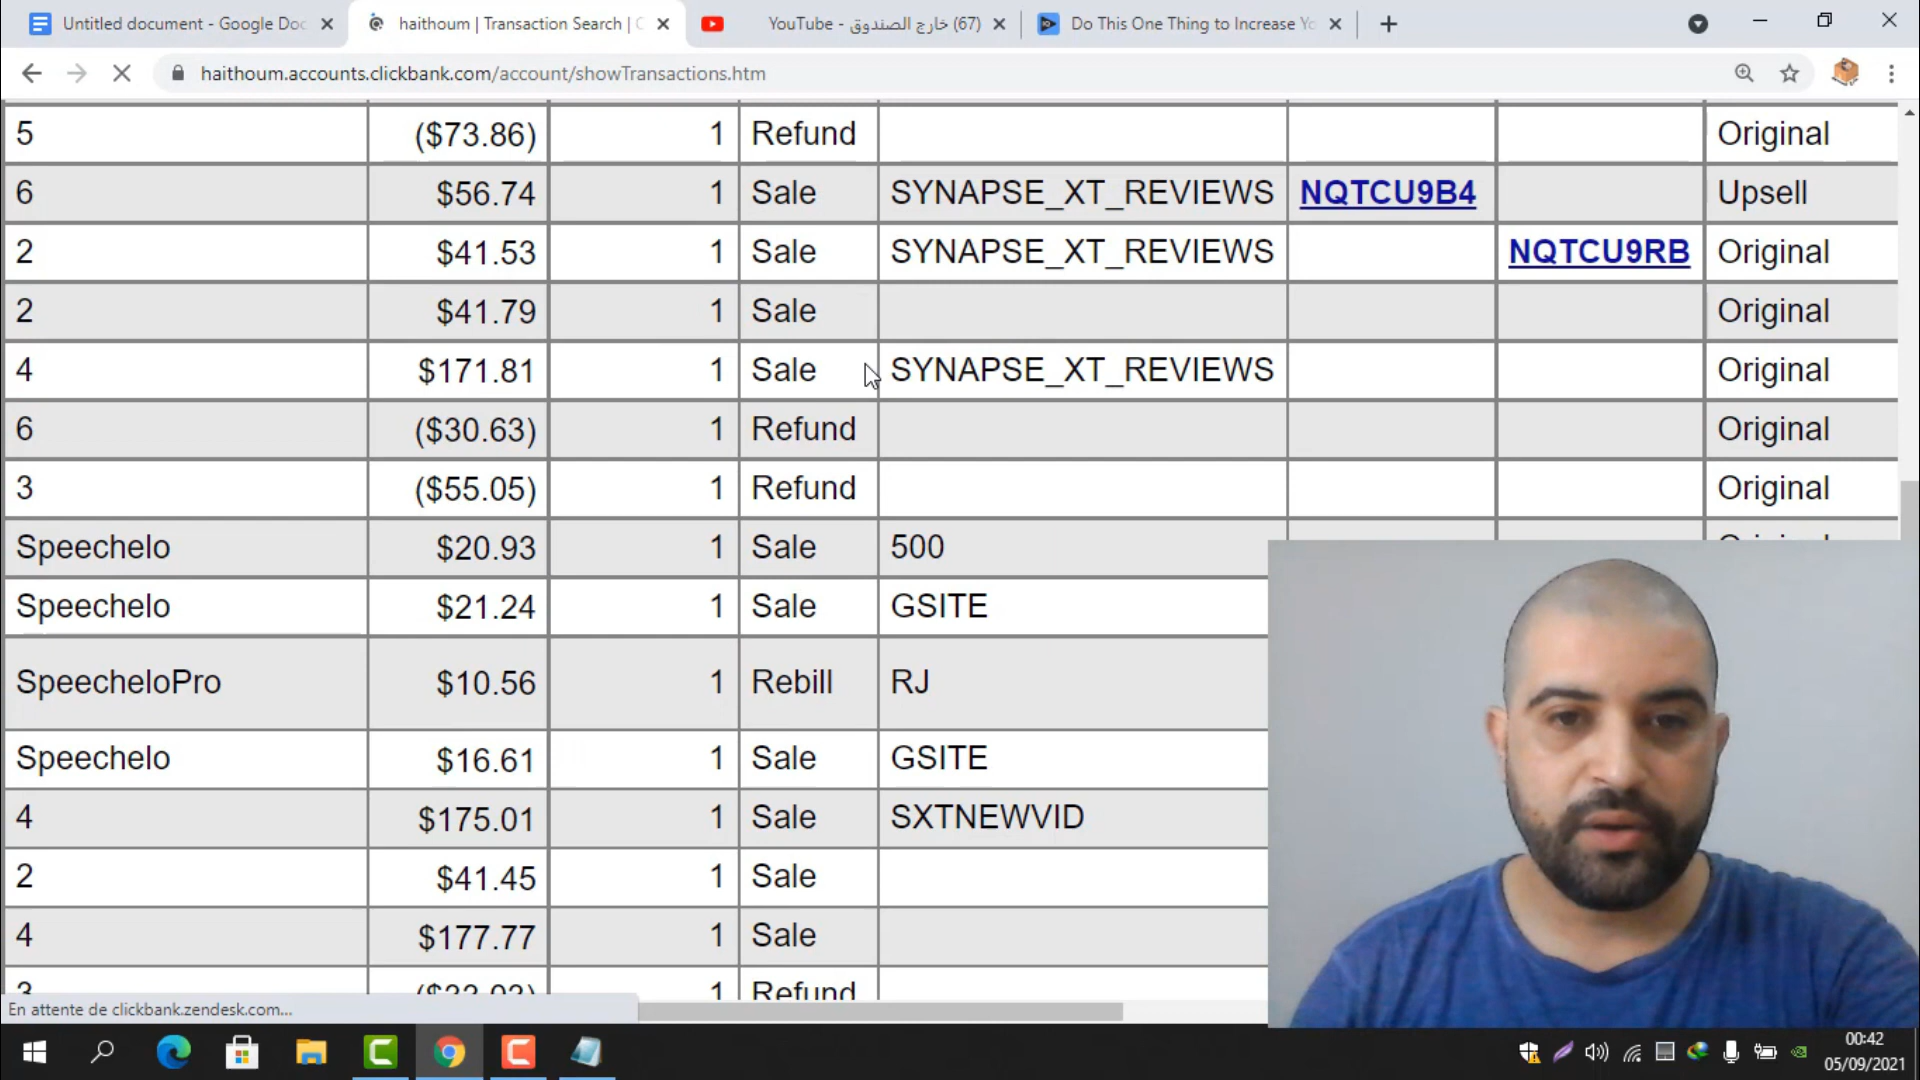 Untitled document - Google Doc
haithoum | Transaction Search | C
YouTube - خارج الصندوق (67)
Do This One Thing to Increase Yo
haithoum.accounts.clickbank.com/account/showTransactions.htm
5 ($73.86) 1 Refund Original
6 $56.74 1 Sale SYNAPSE_XT_REVIEWS NQTCU9B4 Upsell
2 $41.53 1 Sale SYNAPSE_XT_REVIEWS NQTCU9RB Original
2 $41.79 1 Sale Original
4 $171.81 1 Sale SYNAPSE_XT_REVIEWS Original
6 ($30.63) 1 Refund Original
3 ($55.05) 1 Refund Original
Speechelo $20.93 1 Sale 500
Speechelo $21.24 1 Sale GSITE
SpeecheloPro $10.56 1 Rebill RJ
Speechelo $16.61 1 Sale GSITE
4 $175.01 1 Sale SXTNEWVID
2 $41.45 1 Sale
4 $177.77 1 Sale
1 Refund
En attente de clickbank.zendesk.com...
00:42
05/09/2021